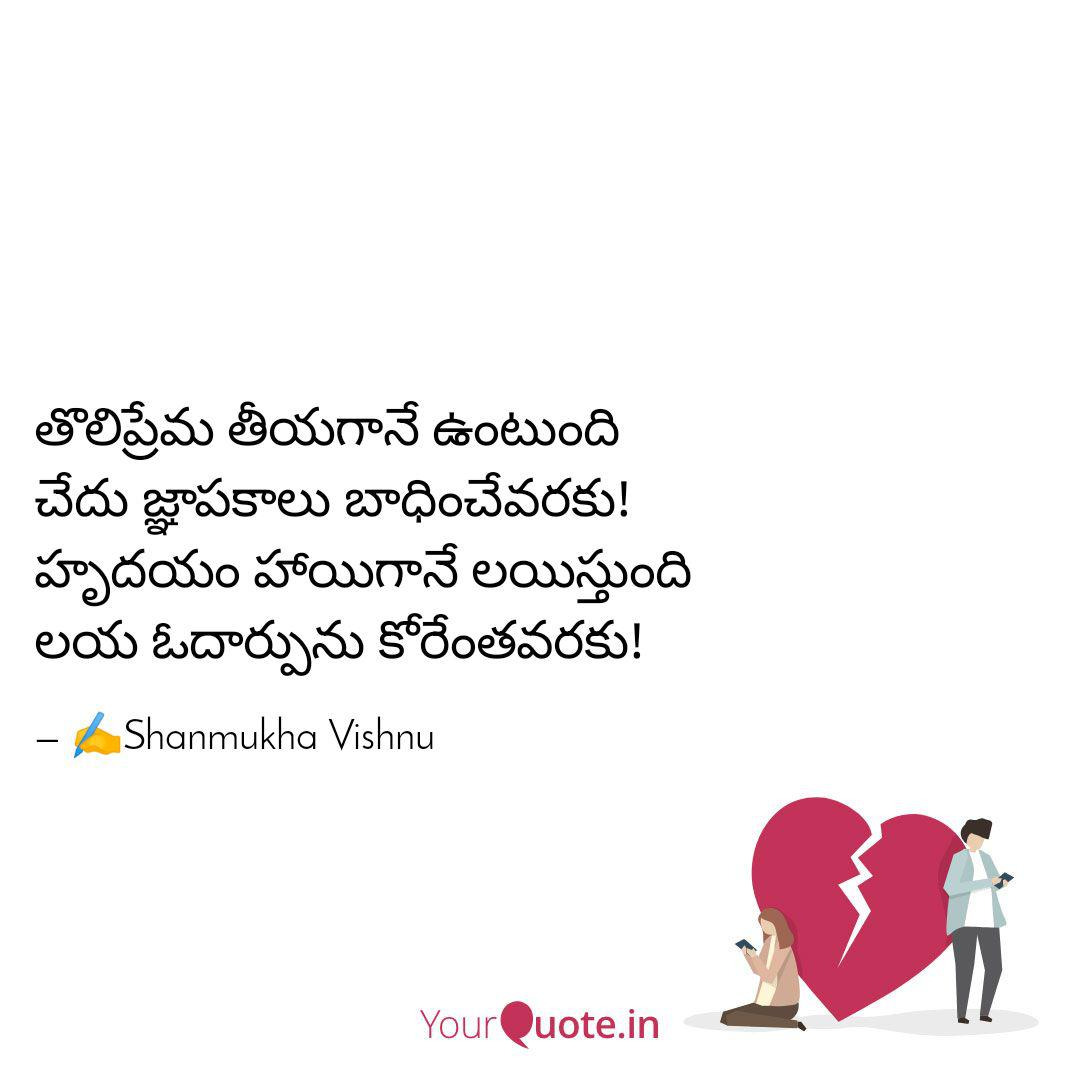 తొలిప్రేమ తీయగానే ఉంటుంది
చేదు జ్ఞాపకాలు బాధించేవరకు!
హృదయం హాయిగానే లయిస్తుంది
లయ ఓదార్పును కోరేంతవరకు!
– ✍️Shanmukha Vishnu
YourQuote.in